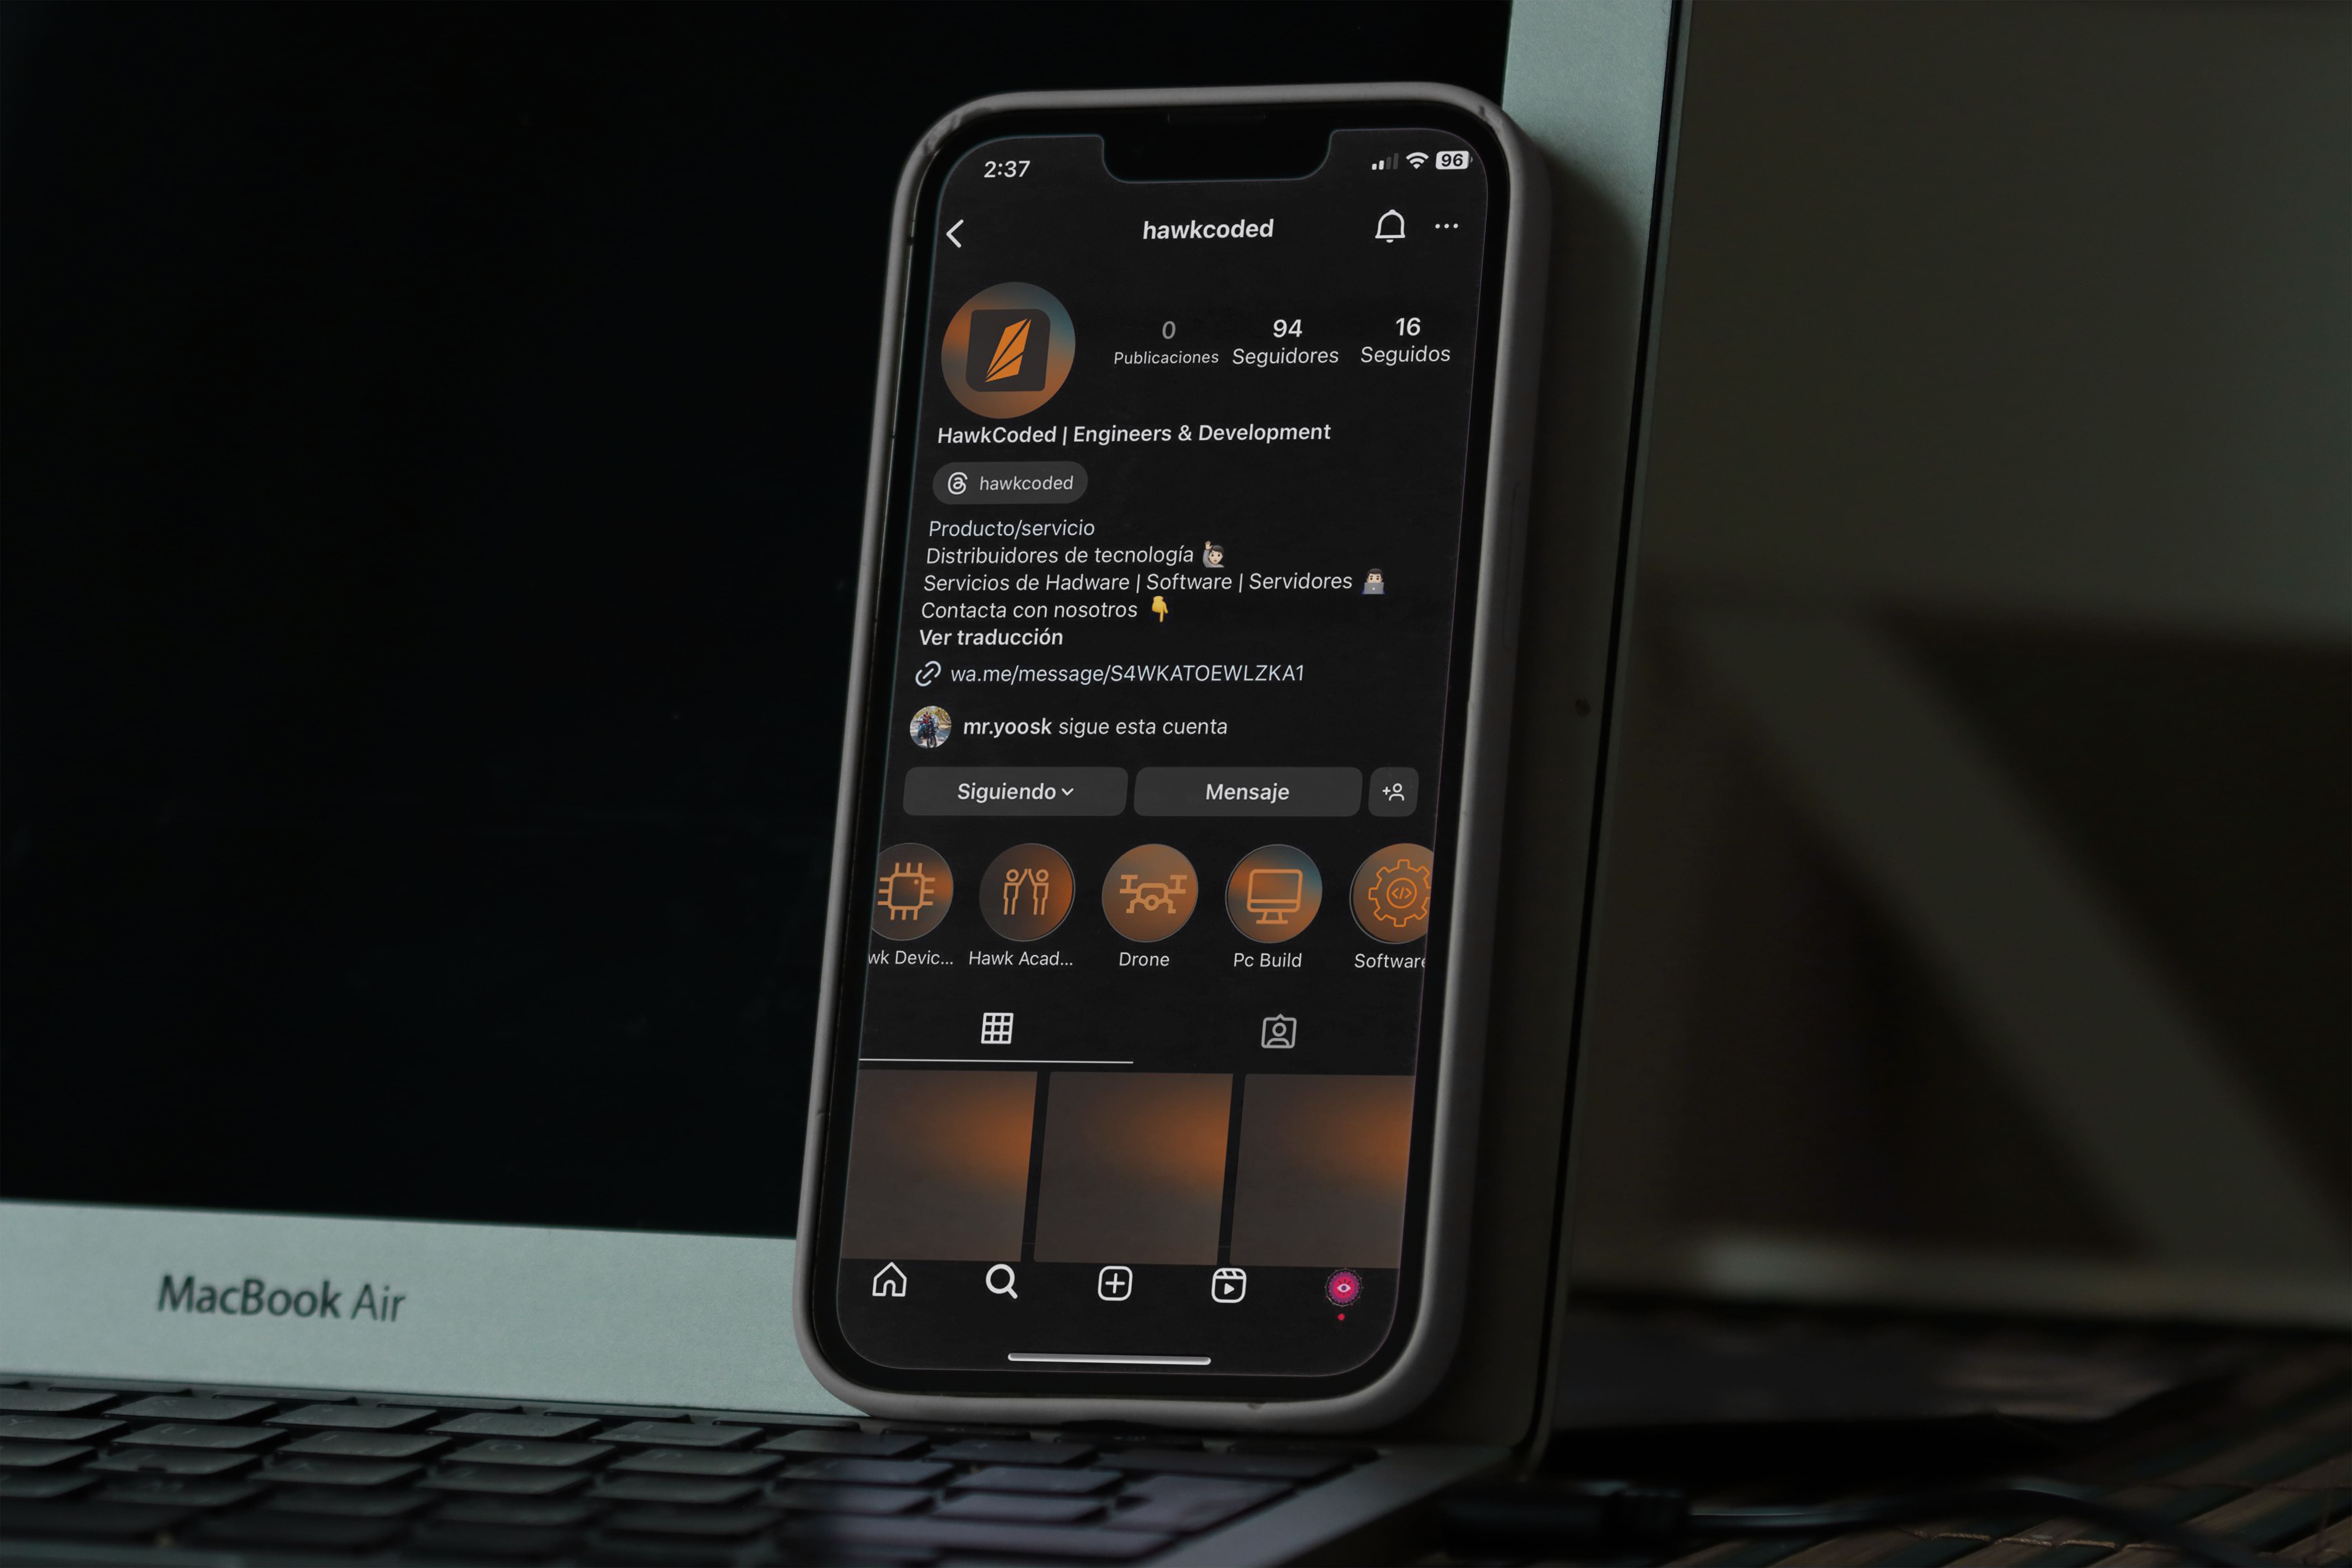 2:37
96
hawkcoded
0
94
16
Publicaciones
Seguidores
Seguidos
HawkCoded | Engineers & Development
hawkcoded
Producto/servicio
Distribuidores de tecnología 🙋🏻‍♂️
Servicios de Hadware | Software | Servidores 👨🏻‍💻
Contacta con nosotros 👇
Ver traducción
wa.me/message/S4WKATOEWLZKA1
mr.yoosk sigue esta cuenta
Siguiendo
Mensaje
wk Devic...
Hawk Acad...
Drone
Pc Build
Software
MacBook Air